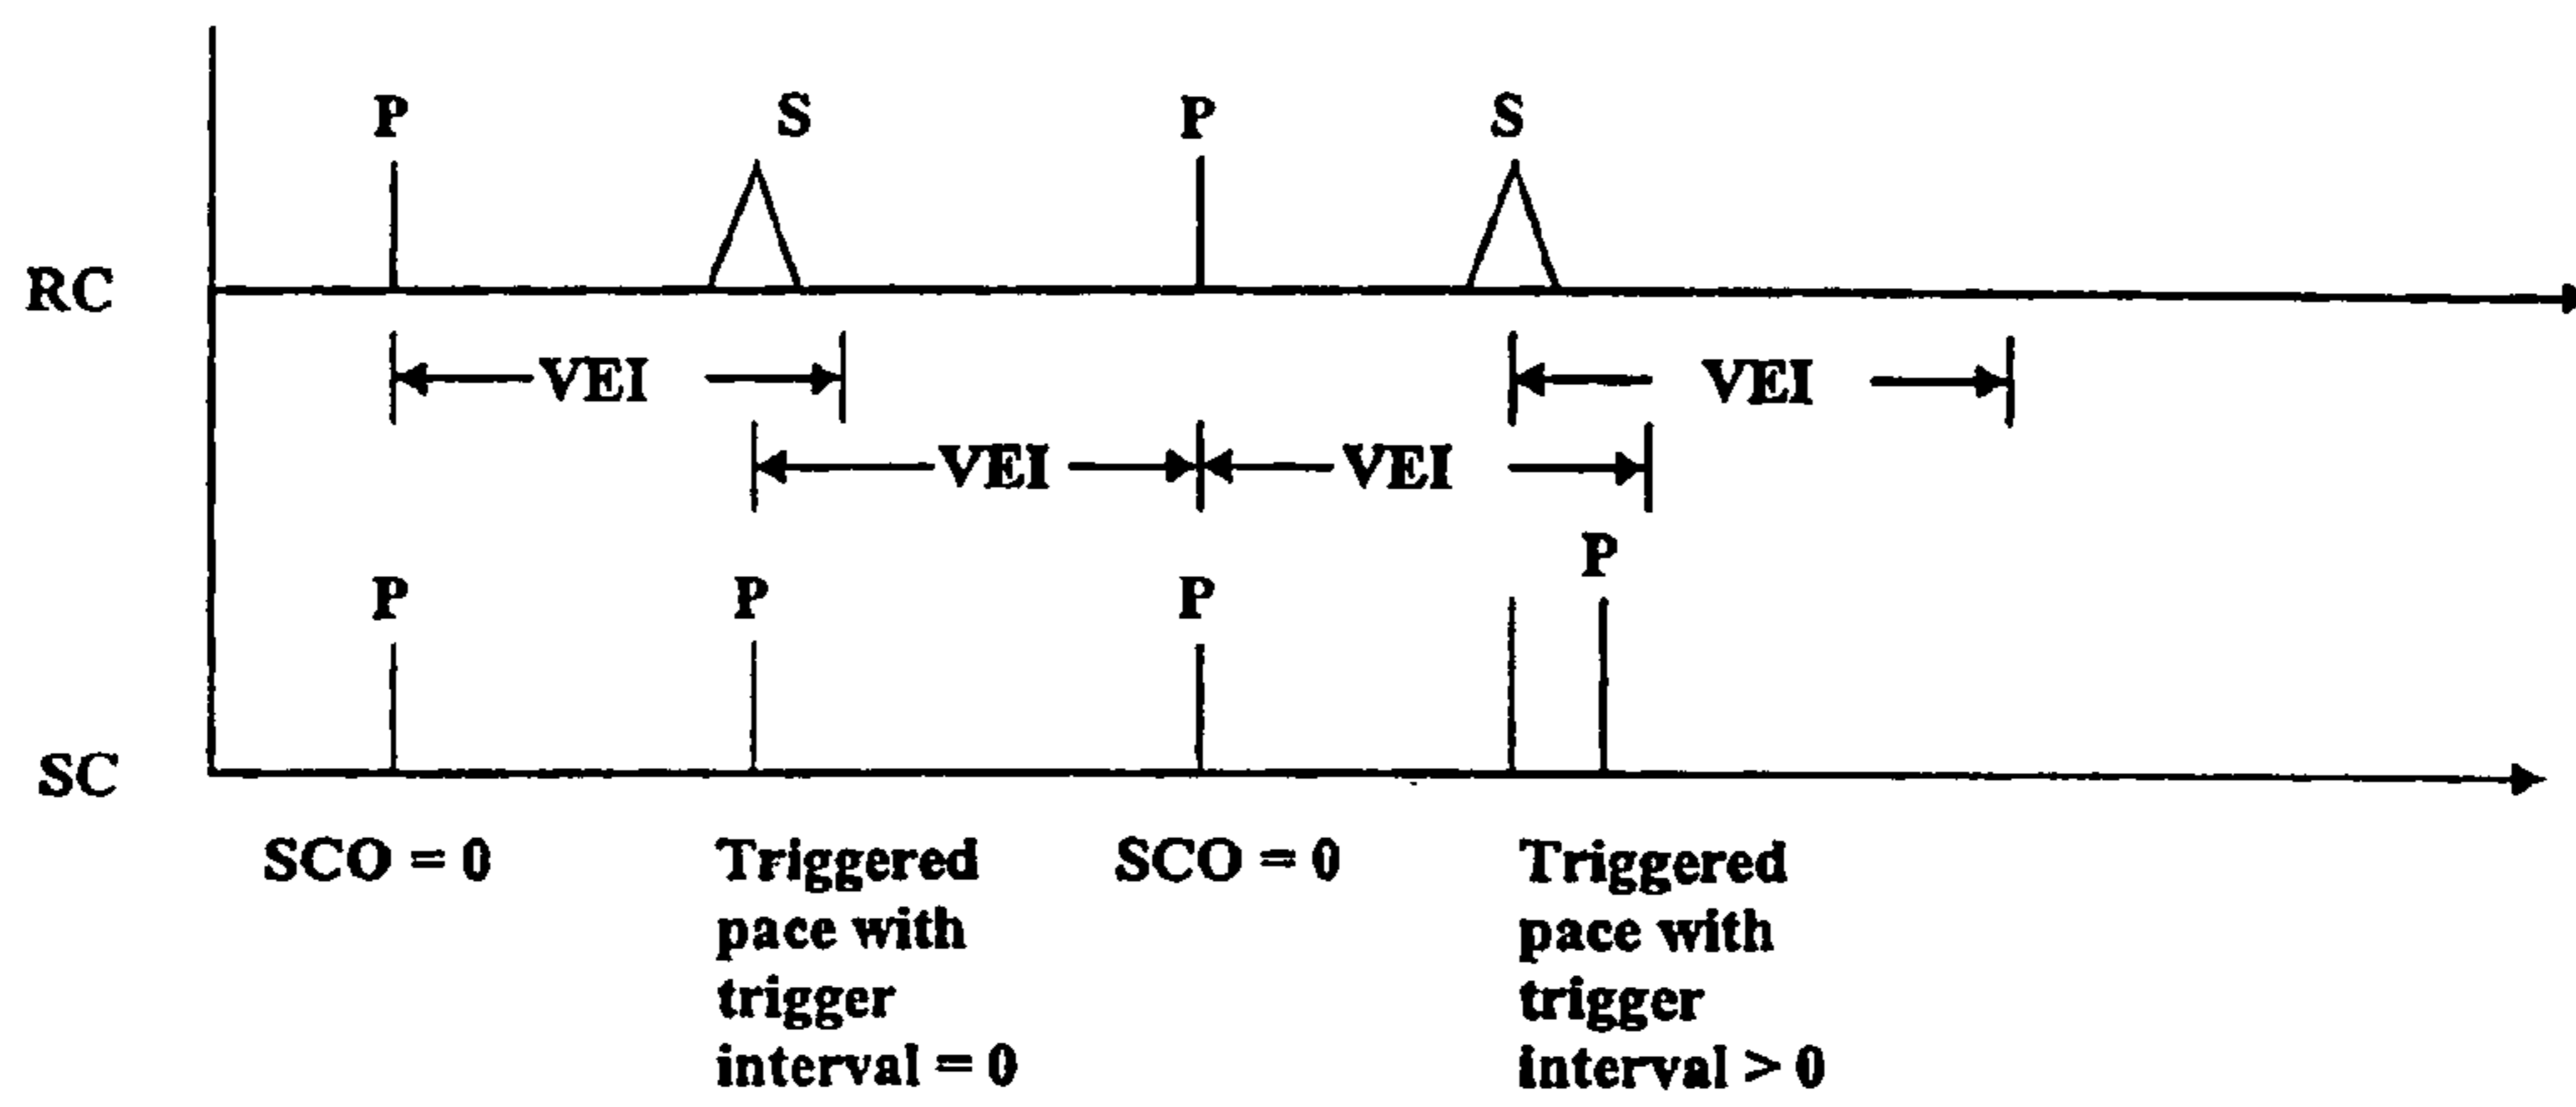 P S P S
RC
VEI VEI
VEI VEI
P
P P P
SC
SCO = 0
Triggered
pace with
trigger
interval = 0
SCO = 0
Triggered
pace with
trigger
interval > 0